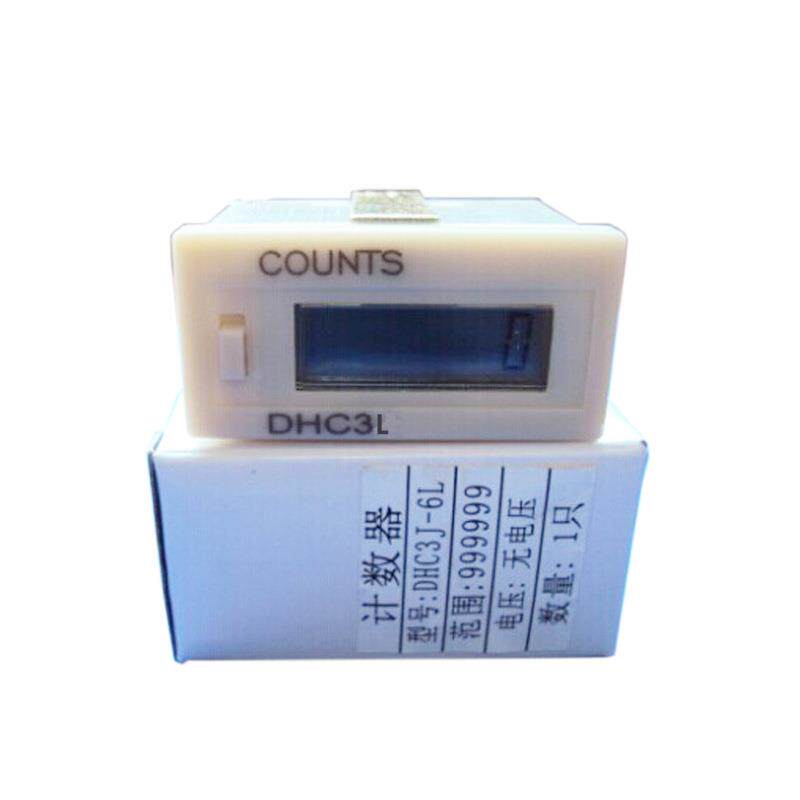 COUNTS
8
DHC3L
计数器
型号:DHC3J-6L
范围:999999
电压:无电压
数量:1只